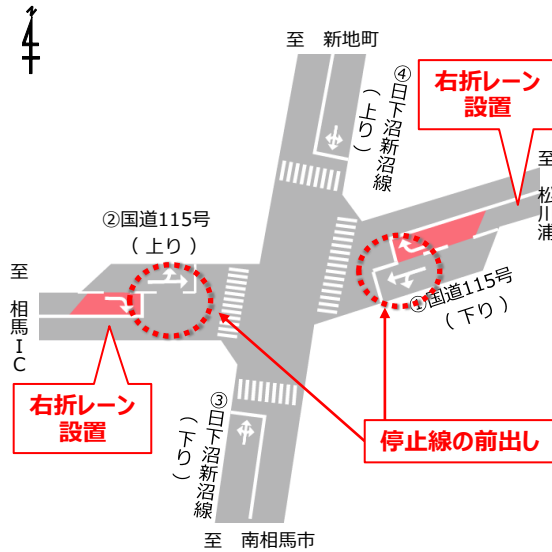 至　新地町
④日下沼新沼線
（上り）
右折レーン
設置
至　松川浦
②国道115号
（上り）
至　相馬IC
①国道115号
（下り）
右折レーン
設置
③日下沼新沼線
（下り）
停止線の前出し
至　南相馬市